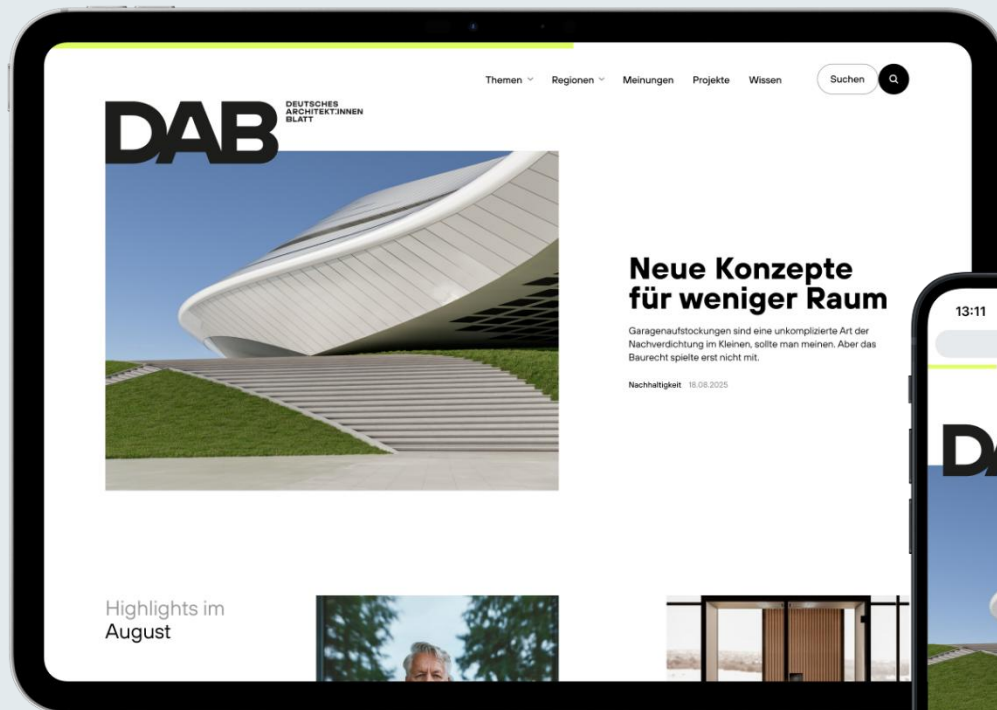 Themen Regionen Meinungen Projekte Wissen Suchen
DAB
DEUTSCHES
ARCHITEKT:INNEN
BLATT
Neue Konzepte
für weniger Raum
Garagenaufstockungen sind eine unkomplizierte Art der
Nachverdichtung im Kleinen, sollte man meinen. Aber das
Baurecht spielte erst nicht mit.
Nachhaltigkeit 18.08.2025
Highlights im
August
13:11